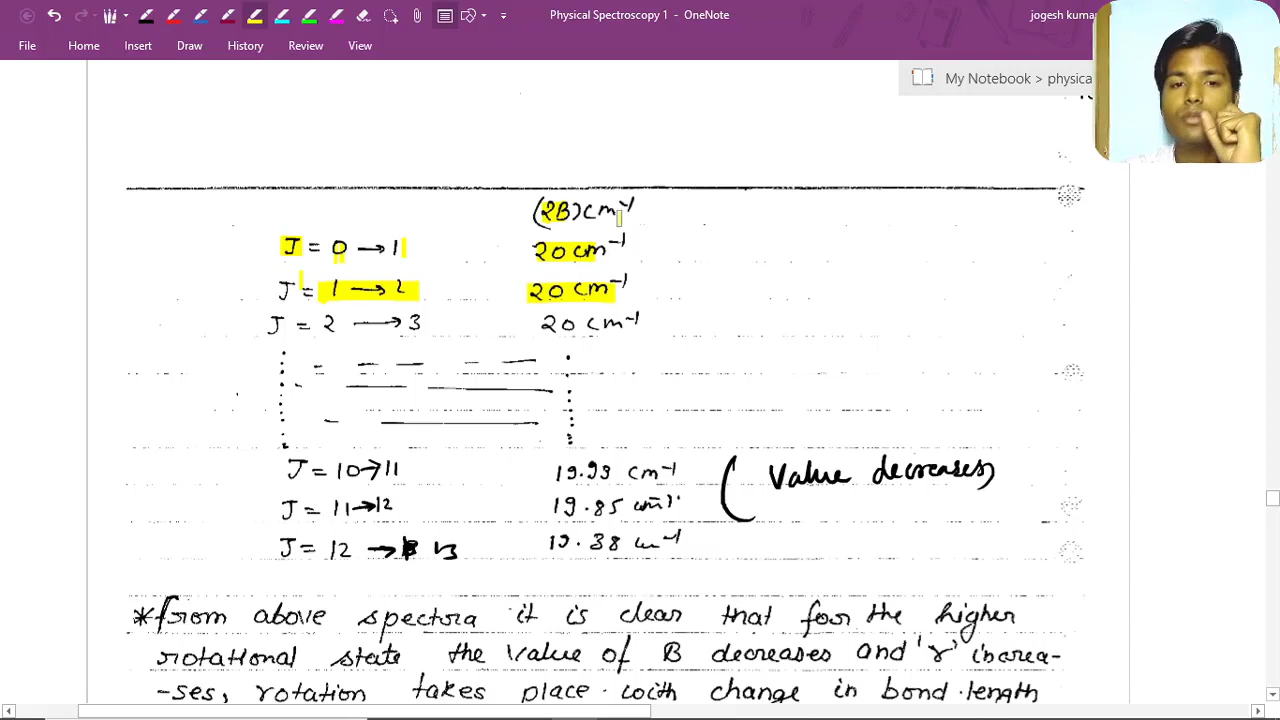 Physical Spectroscopy 1 - OneNote
jogesh kumar
File Home Insert Draw History Review View
My Notebook > physica
(2B)cm⁻¹
J = 0 → 1 20 cm⁻¹
J = 1 → 2 20 cm⁻¹
J = 2 → 3 20 cm⁻¹
J = 10→11 19.93 cm⁻¹
J = 11→12 19.85 cm⁻¹
J = 12 → 13 19.38 cm⁻¹
( Value decreases)
*from above spectra it is clear that foor the higher
rotational state the value of B decreases and 'r' increa-
-ses, rotation takes place. with change in bond.length